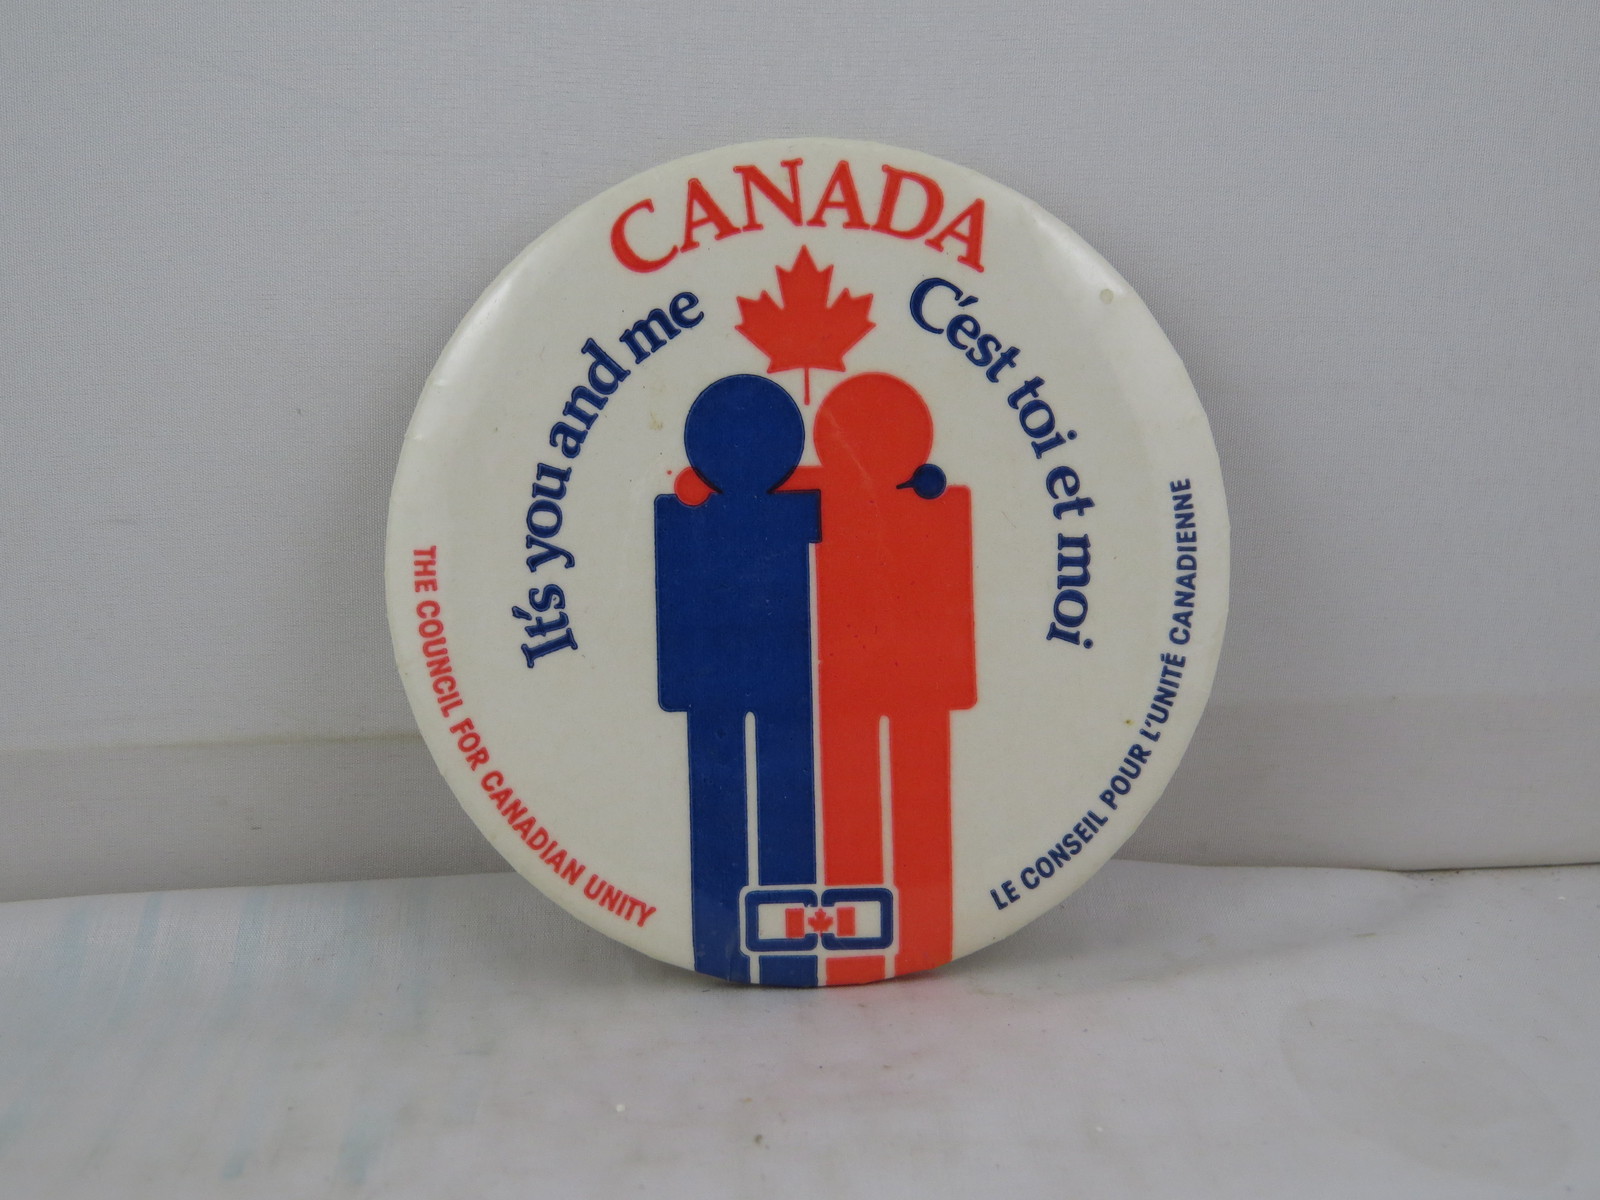 CANADA
It's you and me
C'est toi et moi
THE COUNCIL FOR CANADIAN UNITY
LE CONSEIL POUR L'UNITÉ CANADIENNE